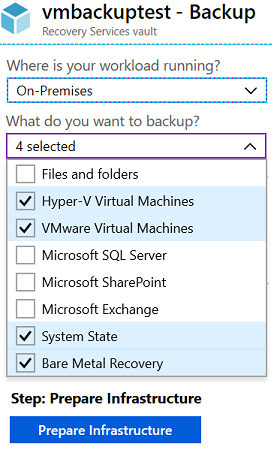 vmbackuptest - Backup
Recovery Services vault
Where is your workload running?
On-Premises
What do you want to backup?
4 selected
Files and folders
Hyper-V Virtual Machines
VMware Virtual Machines
Microsoft SQL Server
Microsoft SharePoint
Microsoft Exchange
System State
Bare Metal Recovery
Step: Prepare Infrastructure
Prepare Infrastructure